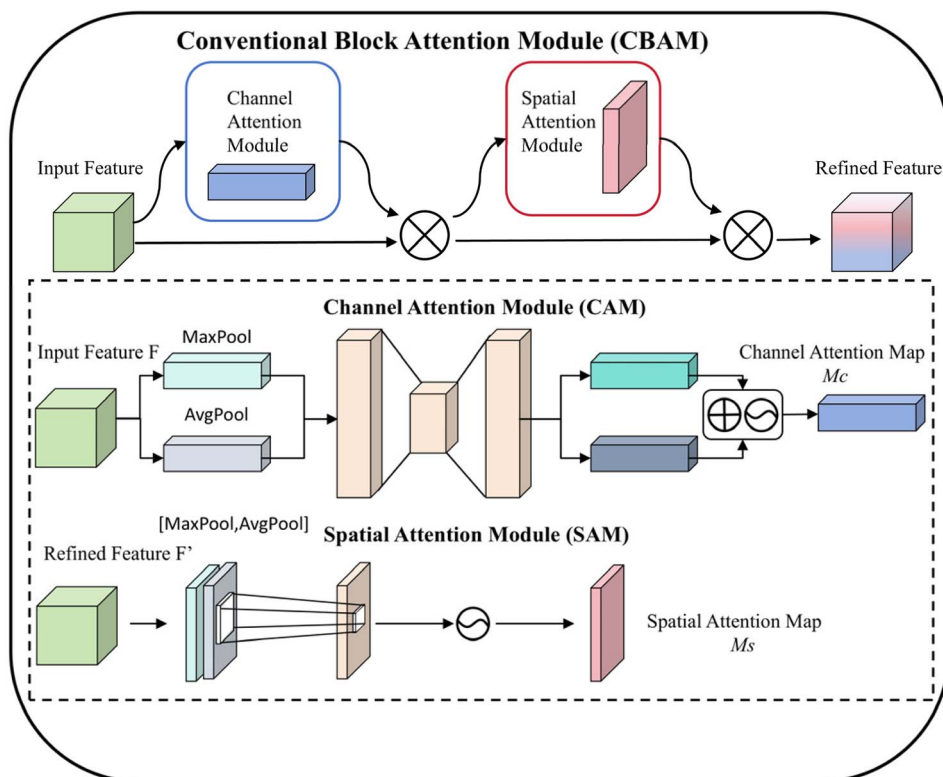 Conventional Block Attention Module (CBAM)
Channel
Attention
Module
Spatial
Attention
Module
Input Feature
Refined Feature
Channel Attention Module (CAM)
Input Feature F
MaxPool
AvgPool
Channel Attention Map
Mc
[MaxPool,AvgPool]
Spatial Attention Module (SAM)
Refined Feature F’
Spatial Attention Map
Ms